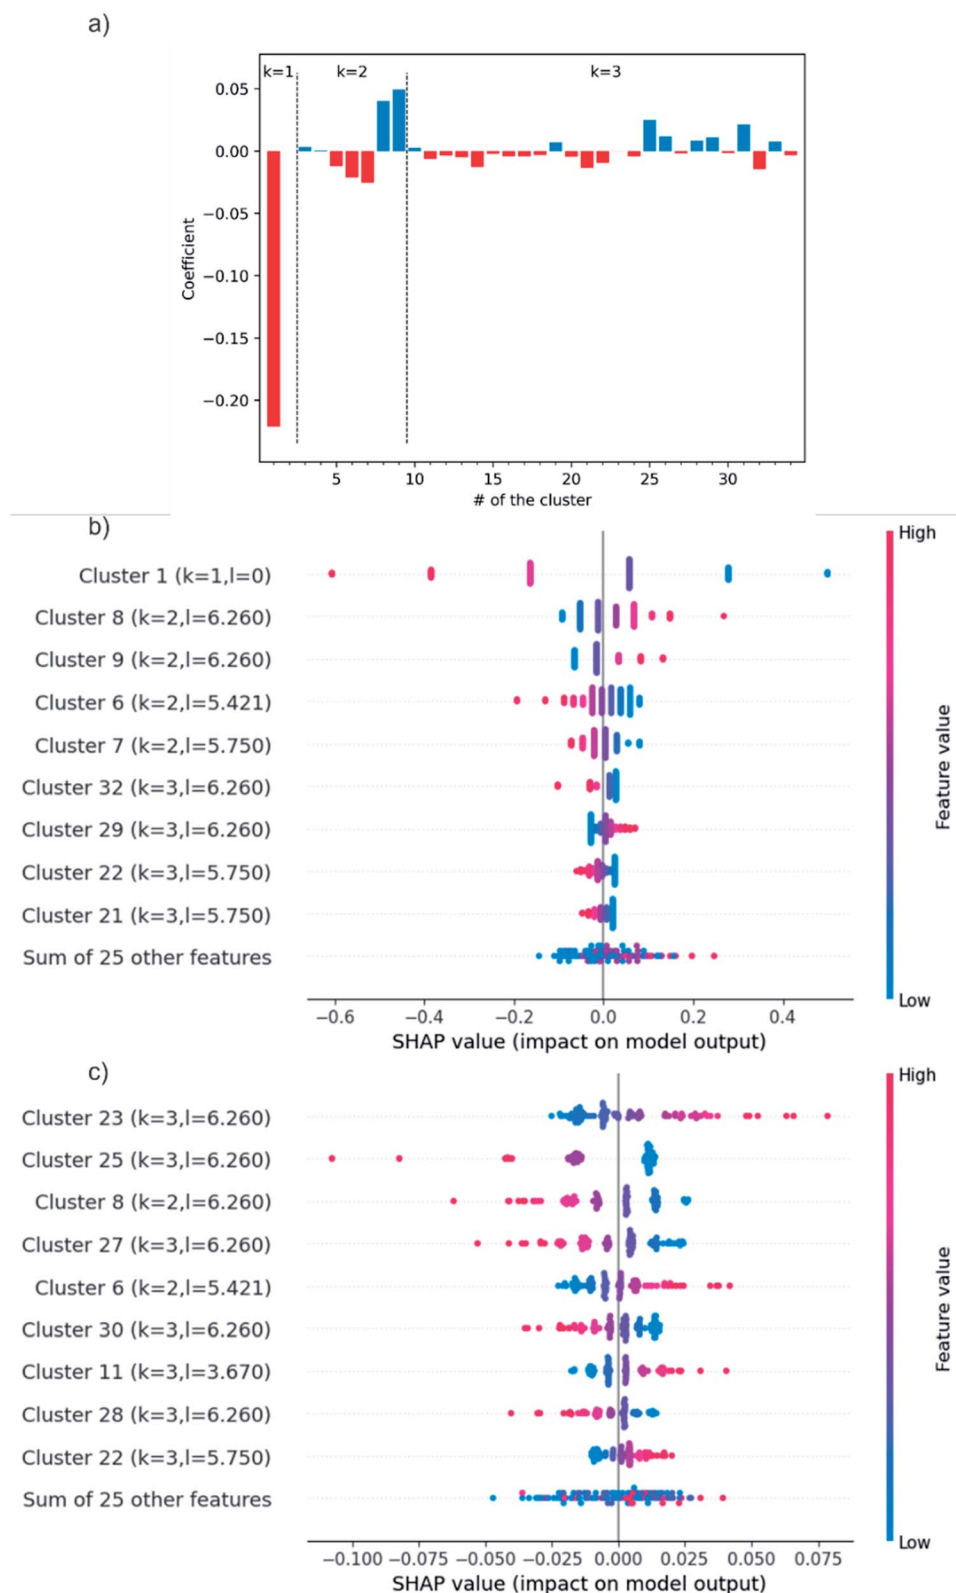 a)
k=1
k=2
k=3
0.05
0.00
−0.05
−0.10
−0.15
−0.20
Coefficient
5
10
15
20
25
30
# of the cluster
b)
High
Cluster 1 (k=1,l=0)
Cluster 8 (k=2,l=6.260)
Cluster 9 (k=2,l=6.260)
Cluster 6 (k=2,l=5.421)
Cluster 7 (k=2,l=5.750)
Cluster 32 (k=3,l=6.260)
Cluster 29 (k=3,l=6.260)
Cluster 22 (k=3,l=5.750)
Cluster 21 (k=3,l=5.750)
Sum of 25 other features
Feature value
Low
−0.6
−0.4
−0.2
0.0
0.2
0.4
SHAP value (impact on model output)
c)
High
Cluster 23 (k=3,l=6.260)
Cluster 25 (k=3,l=6.260)
Cluster 8 (k=2,l=6.260)
Cluster 27 (k=3,l=6.260)
Cluster 6 (k=2,l=5.421)
Cluster 30 (k=3,l=6.260)
Cluster 11 (k=3,l=3.670)
Cluster 28 (k=3,l=6.260)
Cluster 22 (k=3,l=5.750)
Sum of 25 other features
Feature value
Low
−0.100
−0.075
−0.050
−0.025
0.000
0.025
0.050
0.075
SHAP value (impact on model output)